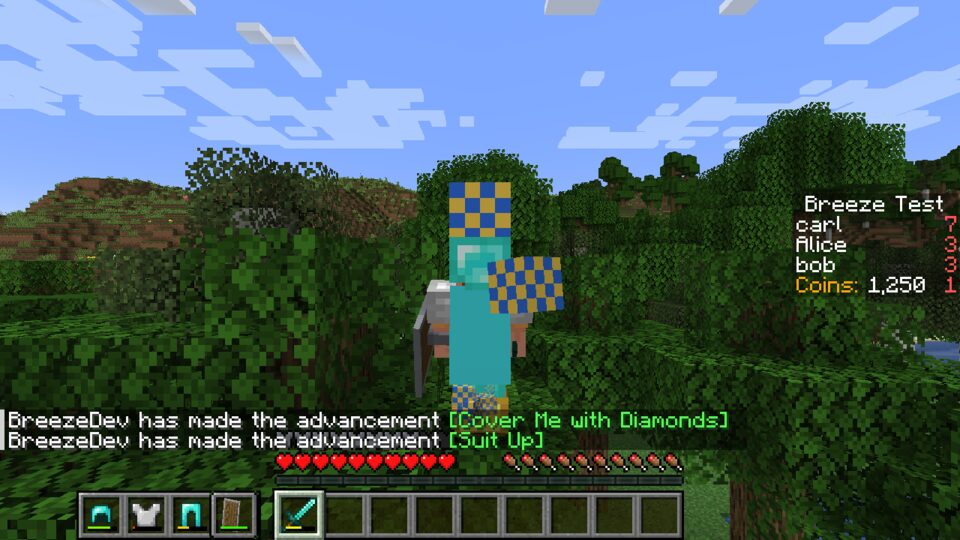 Breeze Test
carl 7
Alice 3
bob 3
Coins: 1,250 1
BreezeDev has made the advancement [Cover Me with Diamonds]
BreezeDev has made the advancement [Suit Up]